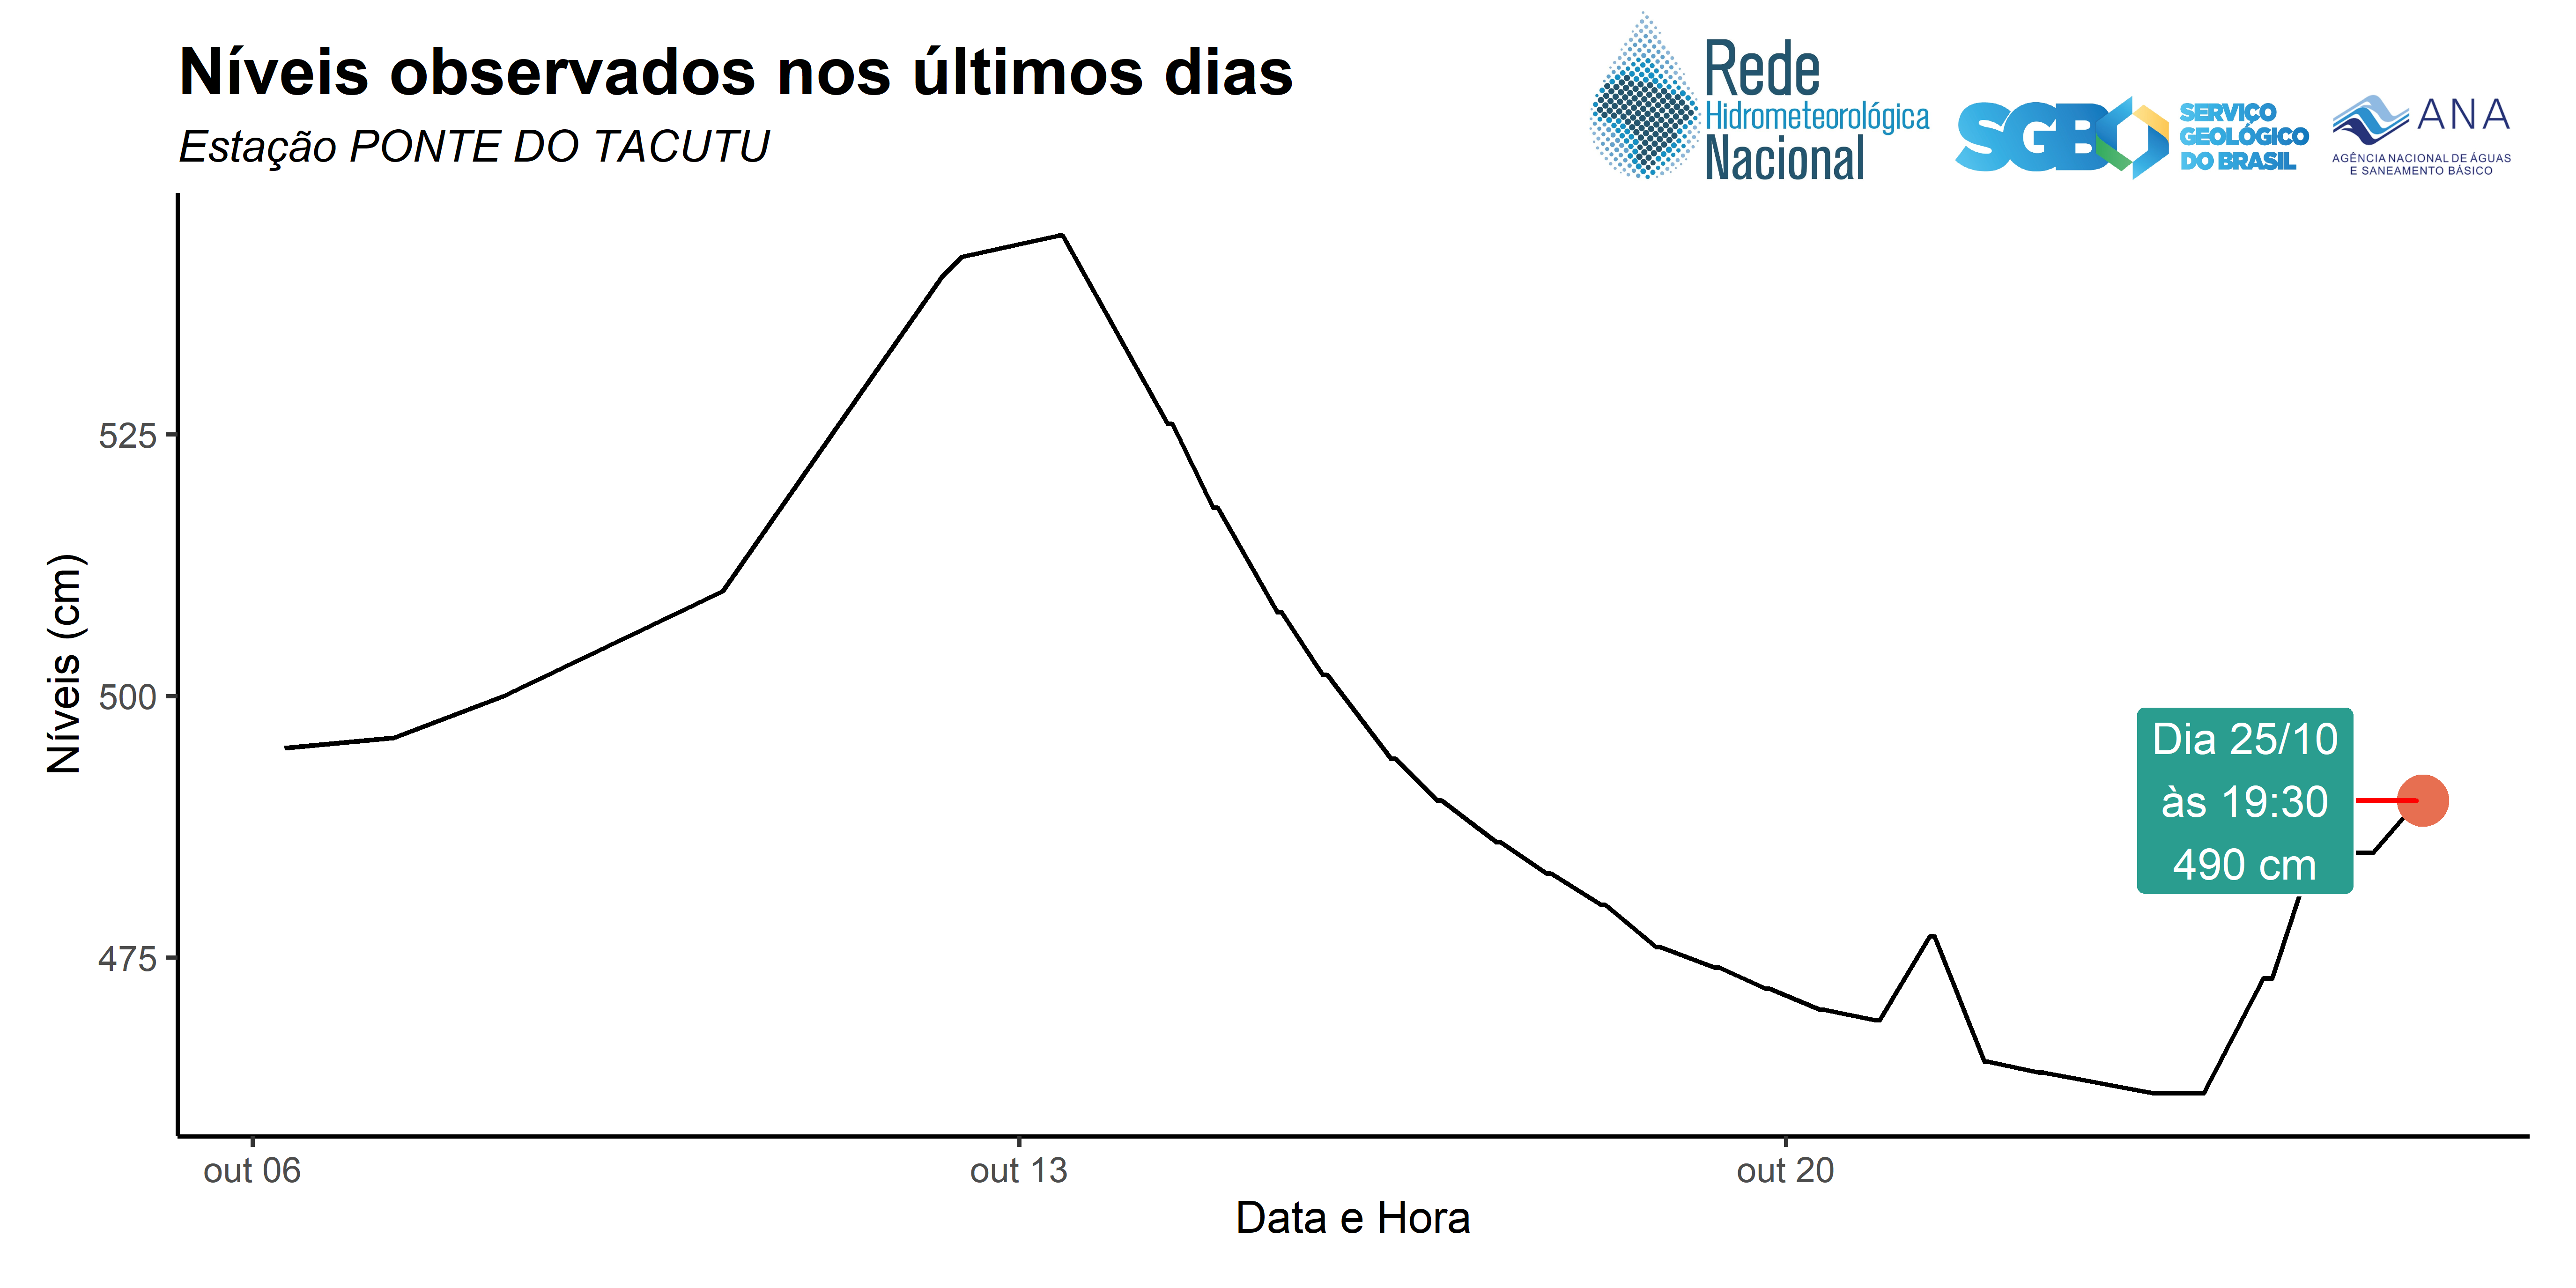 Níveis observados nos últimos dias
Estação PONTE DO TACUTU
Rede
Hidrometeorológica
Nacional
SGB
SERVIÇO
GEOLÓGICO
DO BRASIL
ANA
AGÊNCIA NACIONAL DE ÁGUAS
E SANEAMENTO BÁSICO
Níveis (cm)
525
500
475
Dia 25/10
às 19:30
490 cm
out 06
out 13
out 20
Data e Hora